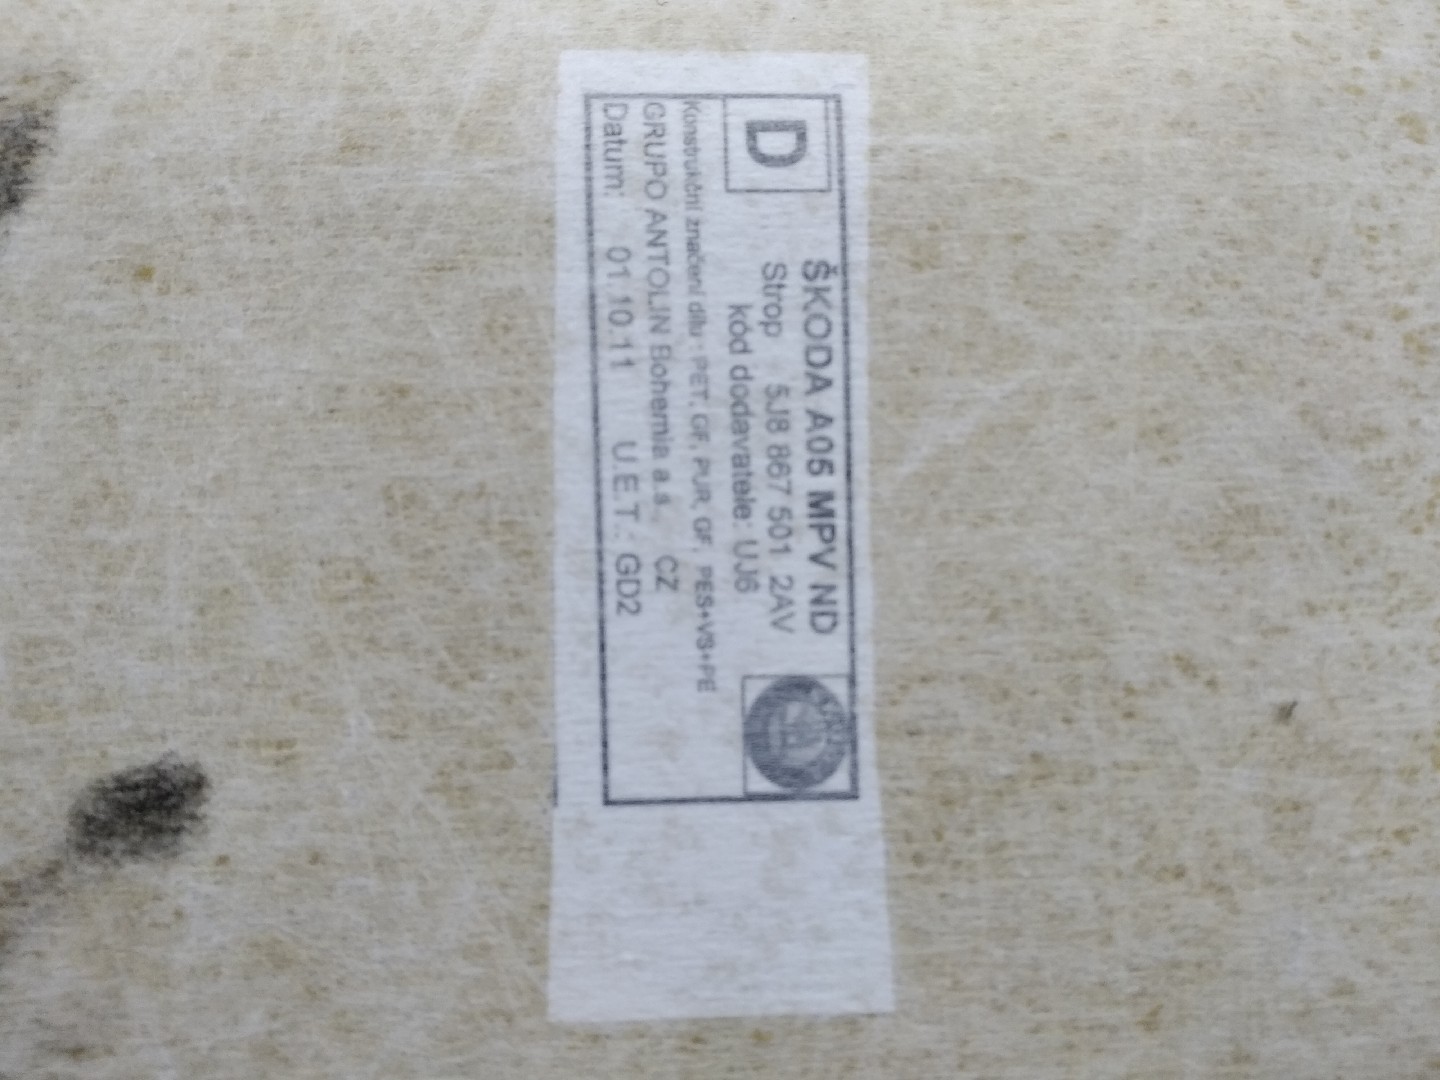 D
ŠKODA A05 MPV ND
Strop 5J8 867 501 2AV
kód dodavatele: UJ6
Konstrukční značení dílu: PET, GF, PUR, GF, PES+VS+PE
GRUPO ANTOLIN Bohemia a.s. CZ
Datum: 01.10.11 U.E.T.: GD2